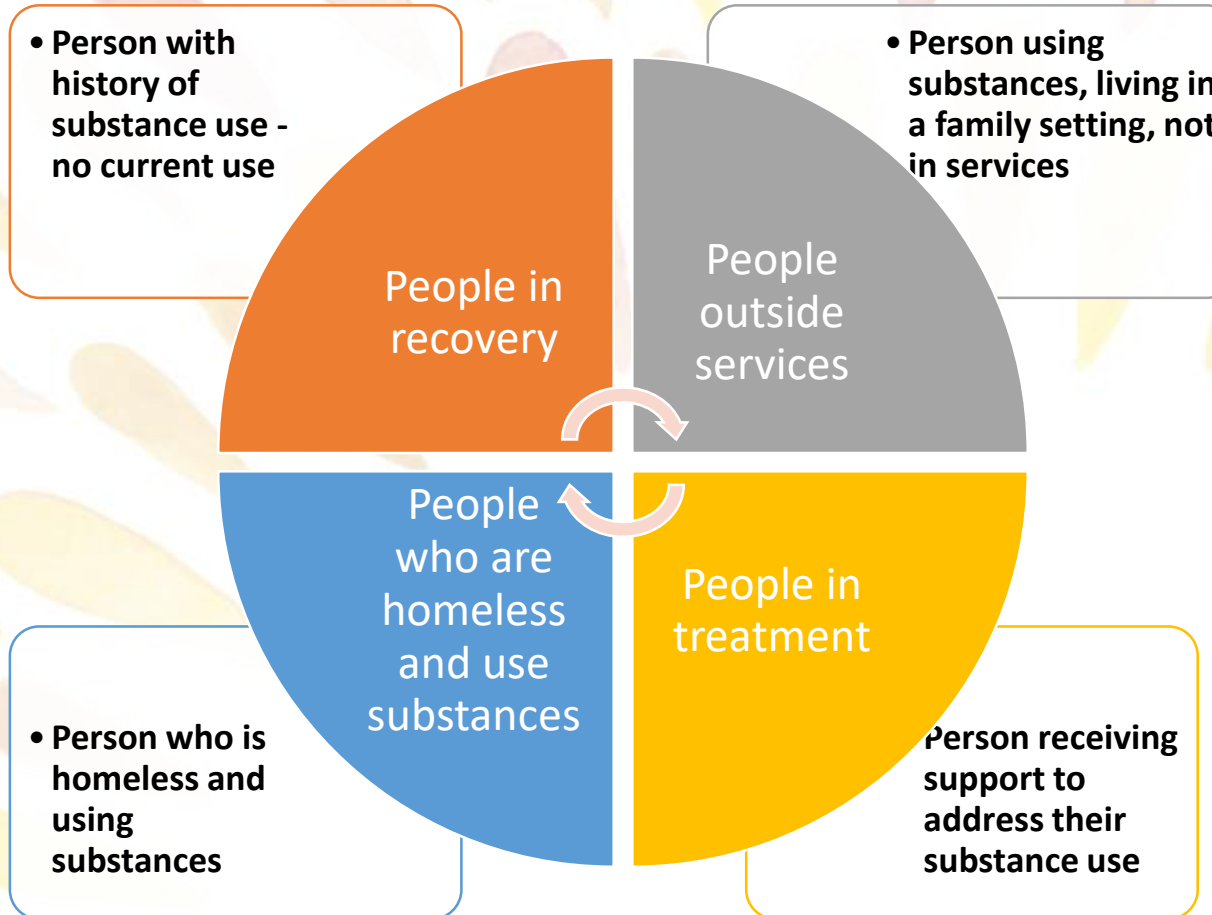 • Person with
history of
substance use -
no current use
• Person using
substances, living in
a family setting, not
in services
People in
recovery
People
outside
services
People
who are
homeless
and use
substances
People in
treatment
• Person who is
homeless and
using
substances
Person receiving
support to
address their
substance use